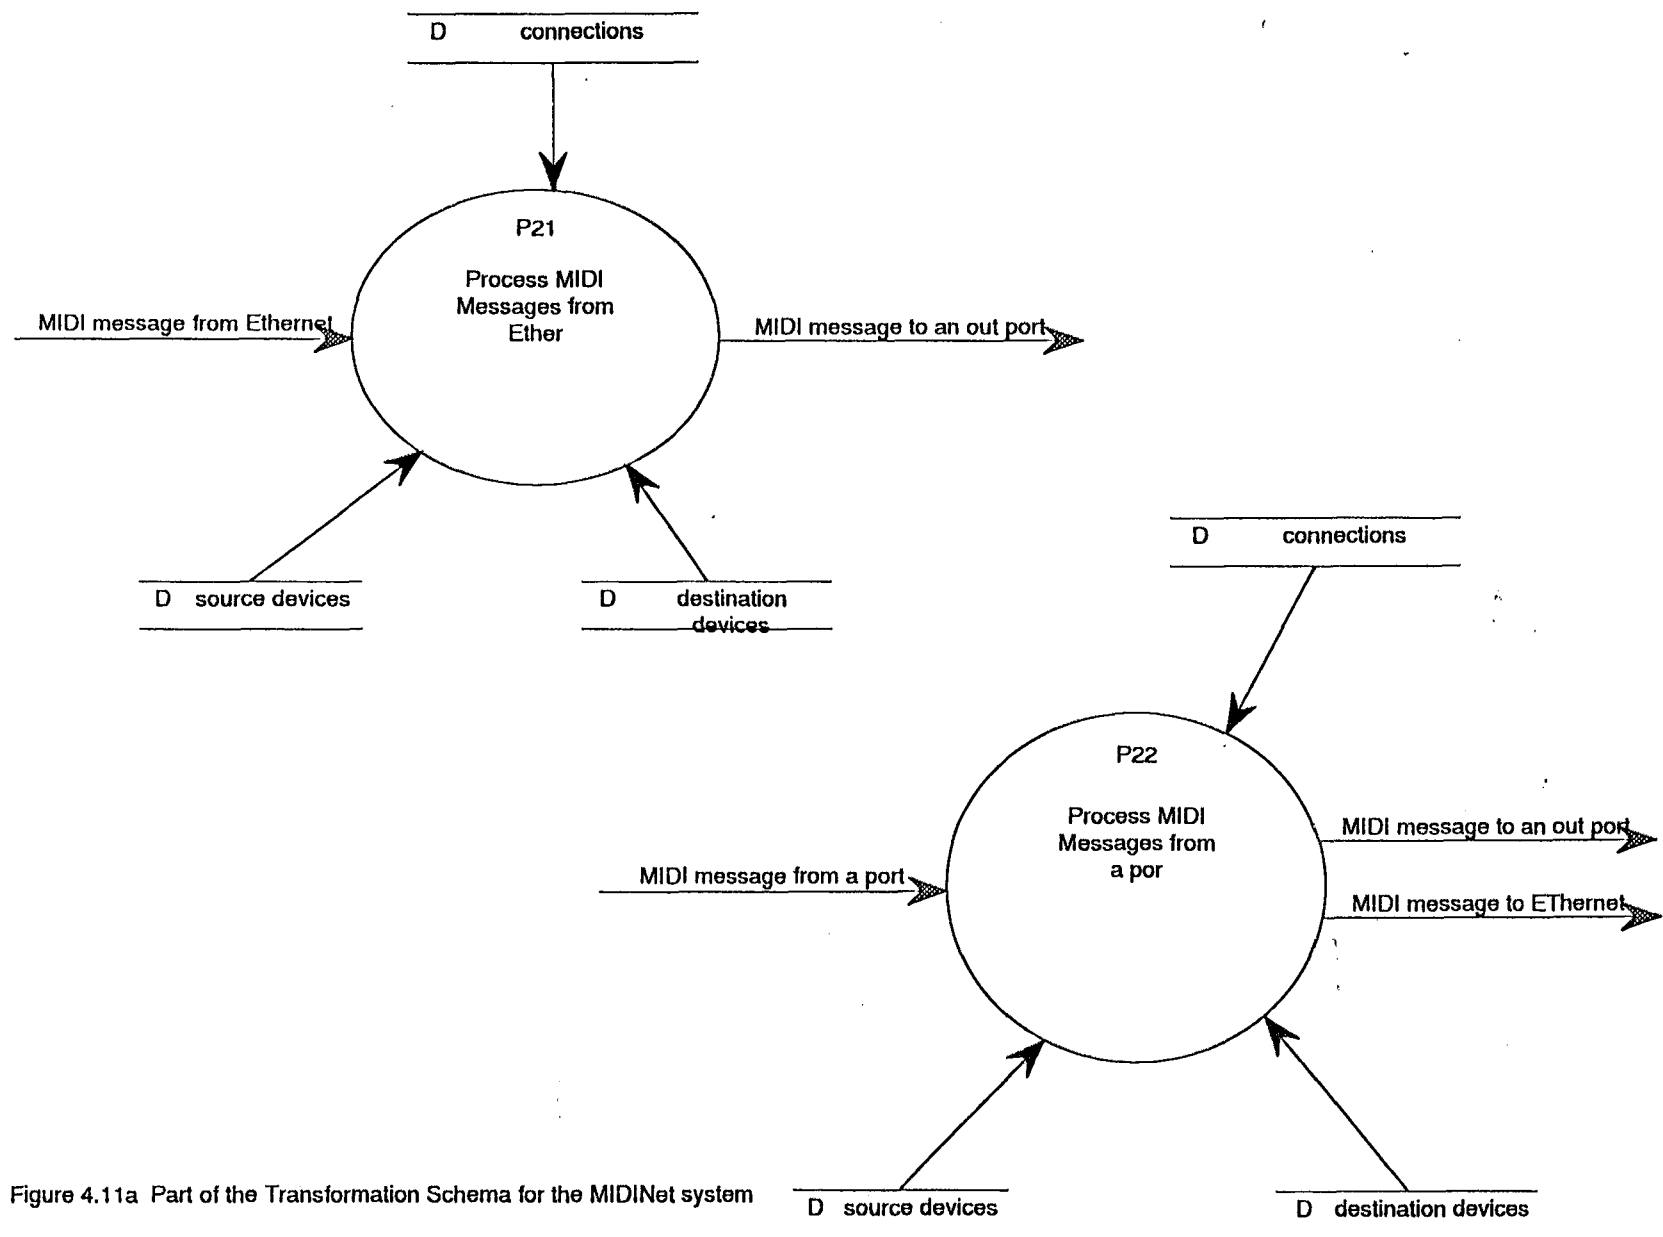 D connections
P21
Process MIDI
Messages from
Ether
MIDI message from Ethernet
MIDI message to an out port
D source devices
D destination
devices
D connections
P22
Process MIDI
Messages from
a por
MIDI message from a port
MIDI message to an out port
MIDI message to EThernet
D source devices
D destination devices
Figure 4.11a Part of the Transformation Schema for the MIDINet system